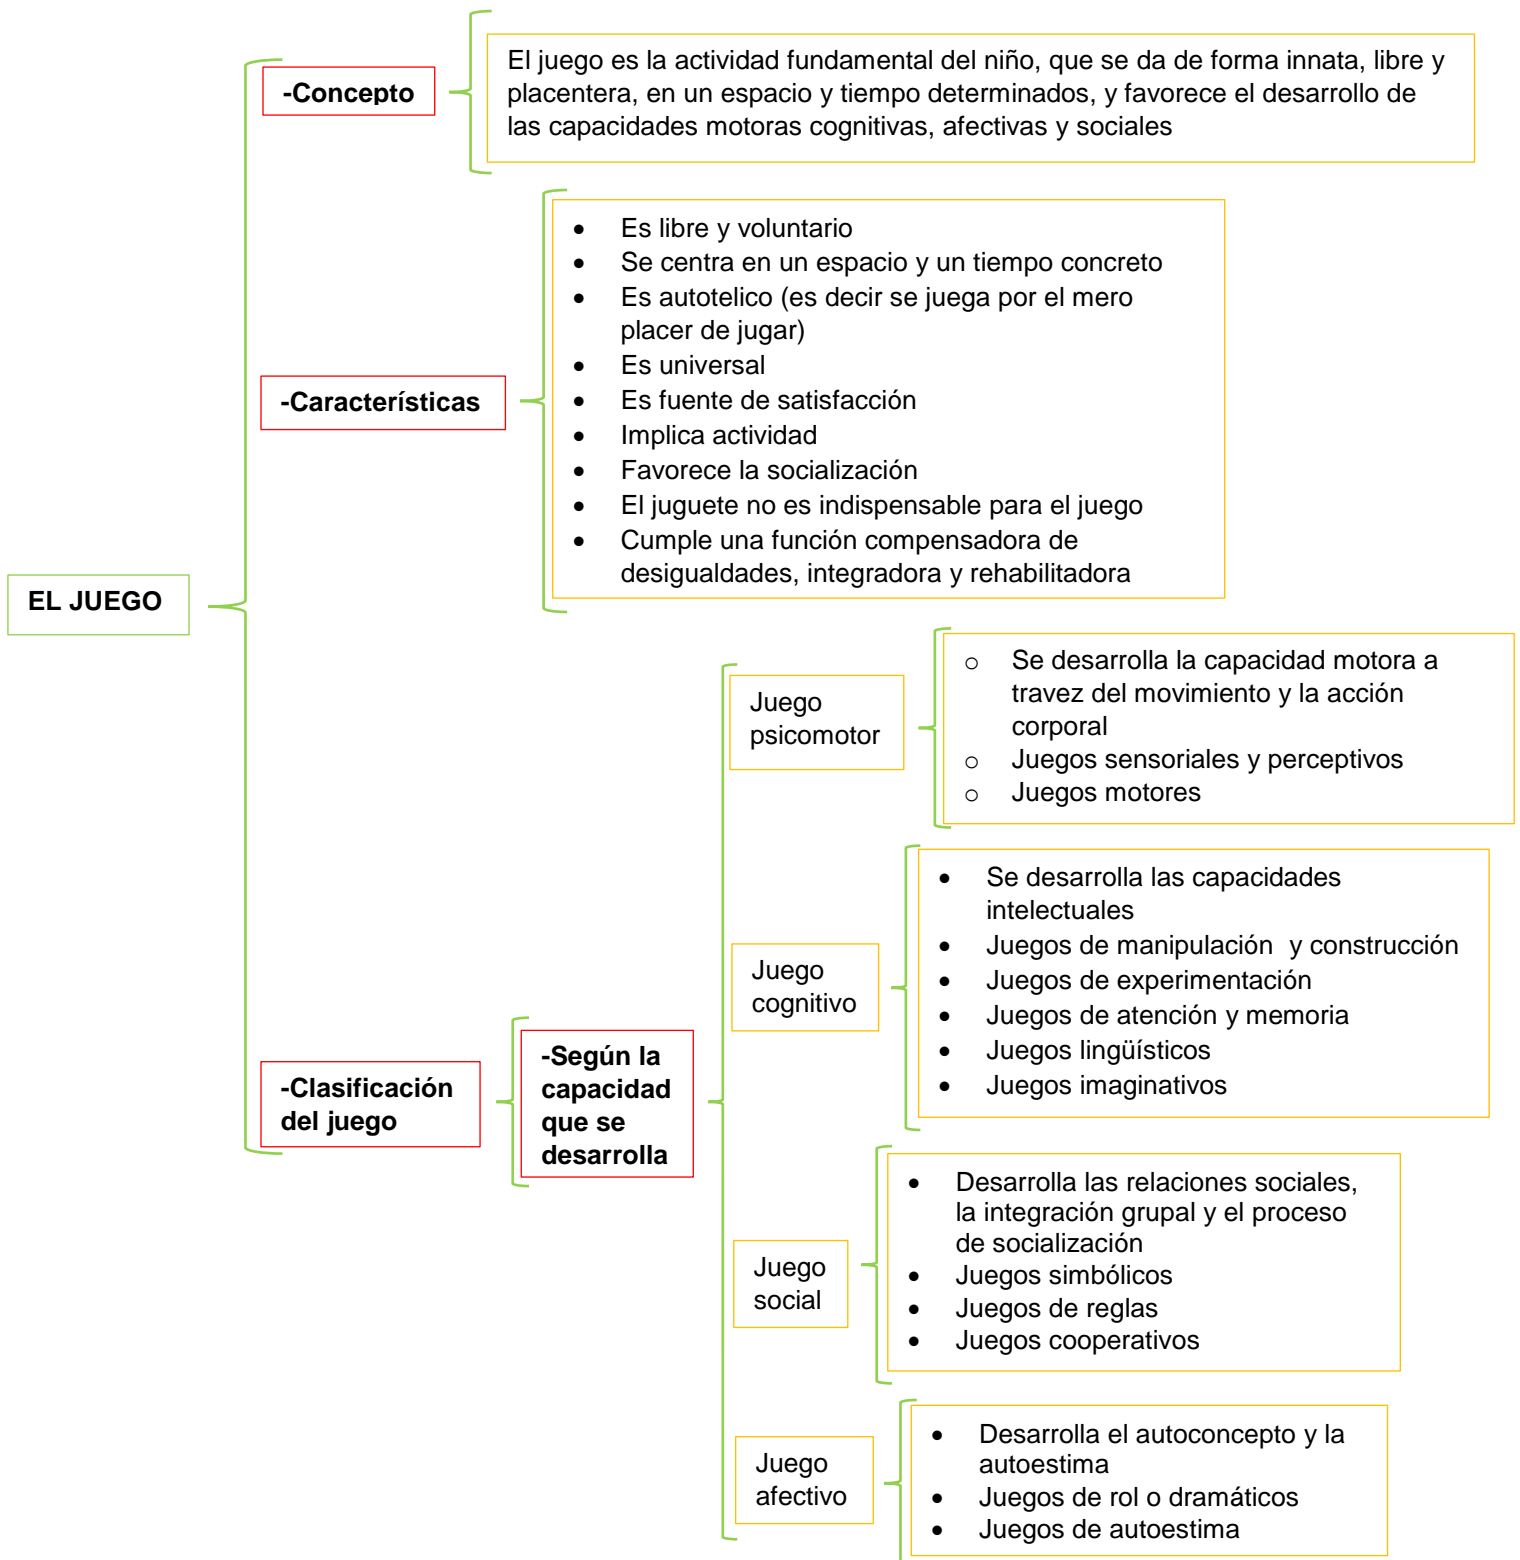 -Concepto
El juego es la actividad fundamental del niño, que se da de forma innata, libre y
placentera, en un espacio y tiempo determinados, y favorece el desarrollo de
las capacidades motoras cognitivas, afectivas y sociales
-Características
• Es libre y voluntario
• Se centra en un espacio y un tiempo concreto
• Es autotelico (es decir se juega por el mero
placer de jugar)
• Es universal
• Es fuente de satisfacción
• Implica actividad
• Favorece la socialización
• El juguete no es indispensable para el juego
• Cumple una función compensadora de
desigualdades, integradora y rehabilitadora
EL JUEGO
-Clasificación
del juego
-Según la
capacidad
que se
desarrolla
Juego
psicomotor
o Se desarrolla la capacidad motora a
travez del movimiento y la acción
corporal
o Juegos sensoriales y perceptivos
o Juegos motores
Juego
cognitivo
• Se desarrolla las capacidades
intelectuales
• Juegos de manipulación y construcción
• Juegos de experimentación
• Juegos de atención y memoria
• Juegos lingüísticos
• Juegos imaginativos
Juego
social
• Desarrolla las relaciones sociales,
la integración grupal y el proceso
de socialización
• Juegos simbólicos
• Juegos de reglas
• Juegos cooperativos
Juego
afectivo
• Desarrolla el autoconcepto y la
autoestima
• Juegos de rol o dramáticos
• Juegos de autoestima